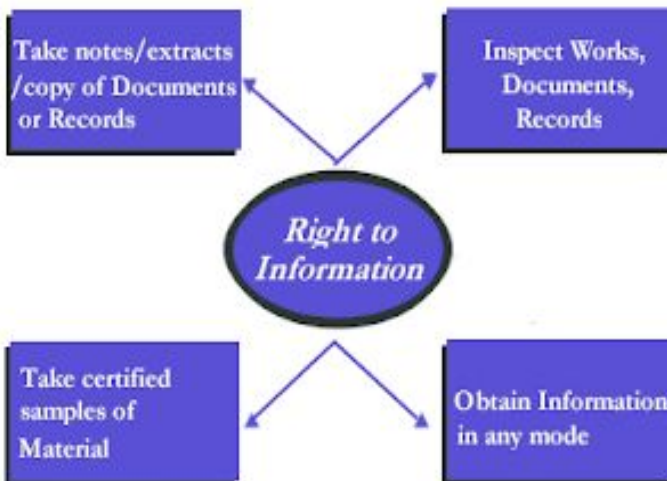 Take notes/extracts
/copy of Documents
or Records
Inspect Works,
Documents,
Records
Right to
Information
Take certified
samples of
Material
Obtain Information
in any mode